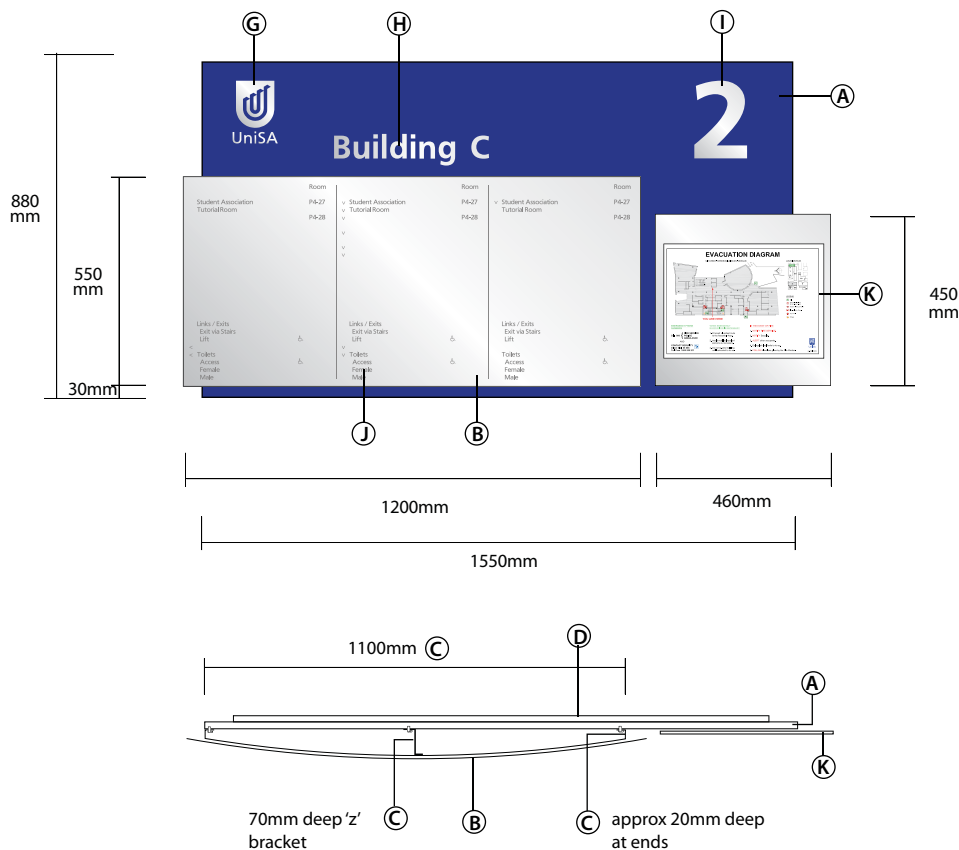 G
H
I
A
UniSA
Building C
2
880
mm
550
mm
30mm
450
mm
Room
Student Association P4-27
Tutorial Room
P4-28
Links / Exits
Exit via Stairs
Lift
Toilets
Access
Female
Male
Room
v Student Association P4-27
v Tutorial Room
v P4-28
v
v
v
Links / Exits
Exit via Stairs
Lift
Toilets
Access
Female
Male
Room
v Student Association P4-27
Tutorial Room
P4-28
Links / Exits
Exit via Stairs
Lift
Toilets
Access
Female
Male
EVACUATION DIAGRAM
K
J
B
1200mm
460mm
1550mm
D
1100mm C
A
K
70mm deep ‘z’
bracket
C
B
C
approx 20mm deep
at ends